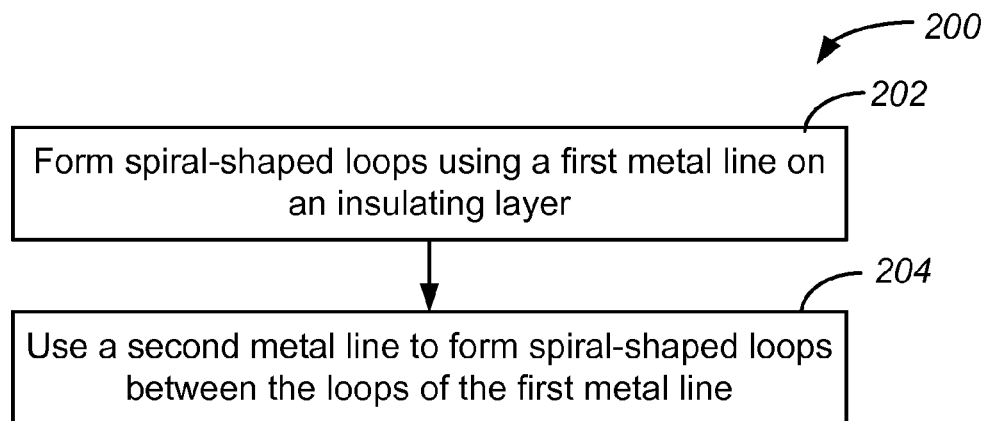 200
202
Form spiral-shaped loops using a first metal line on
an insulating layer
204
Use a second metal line to form spiral-shaped loops
between the loops of the first metal line